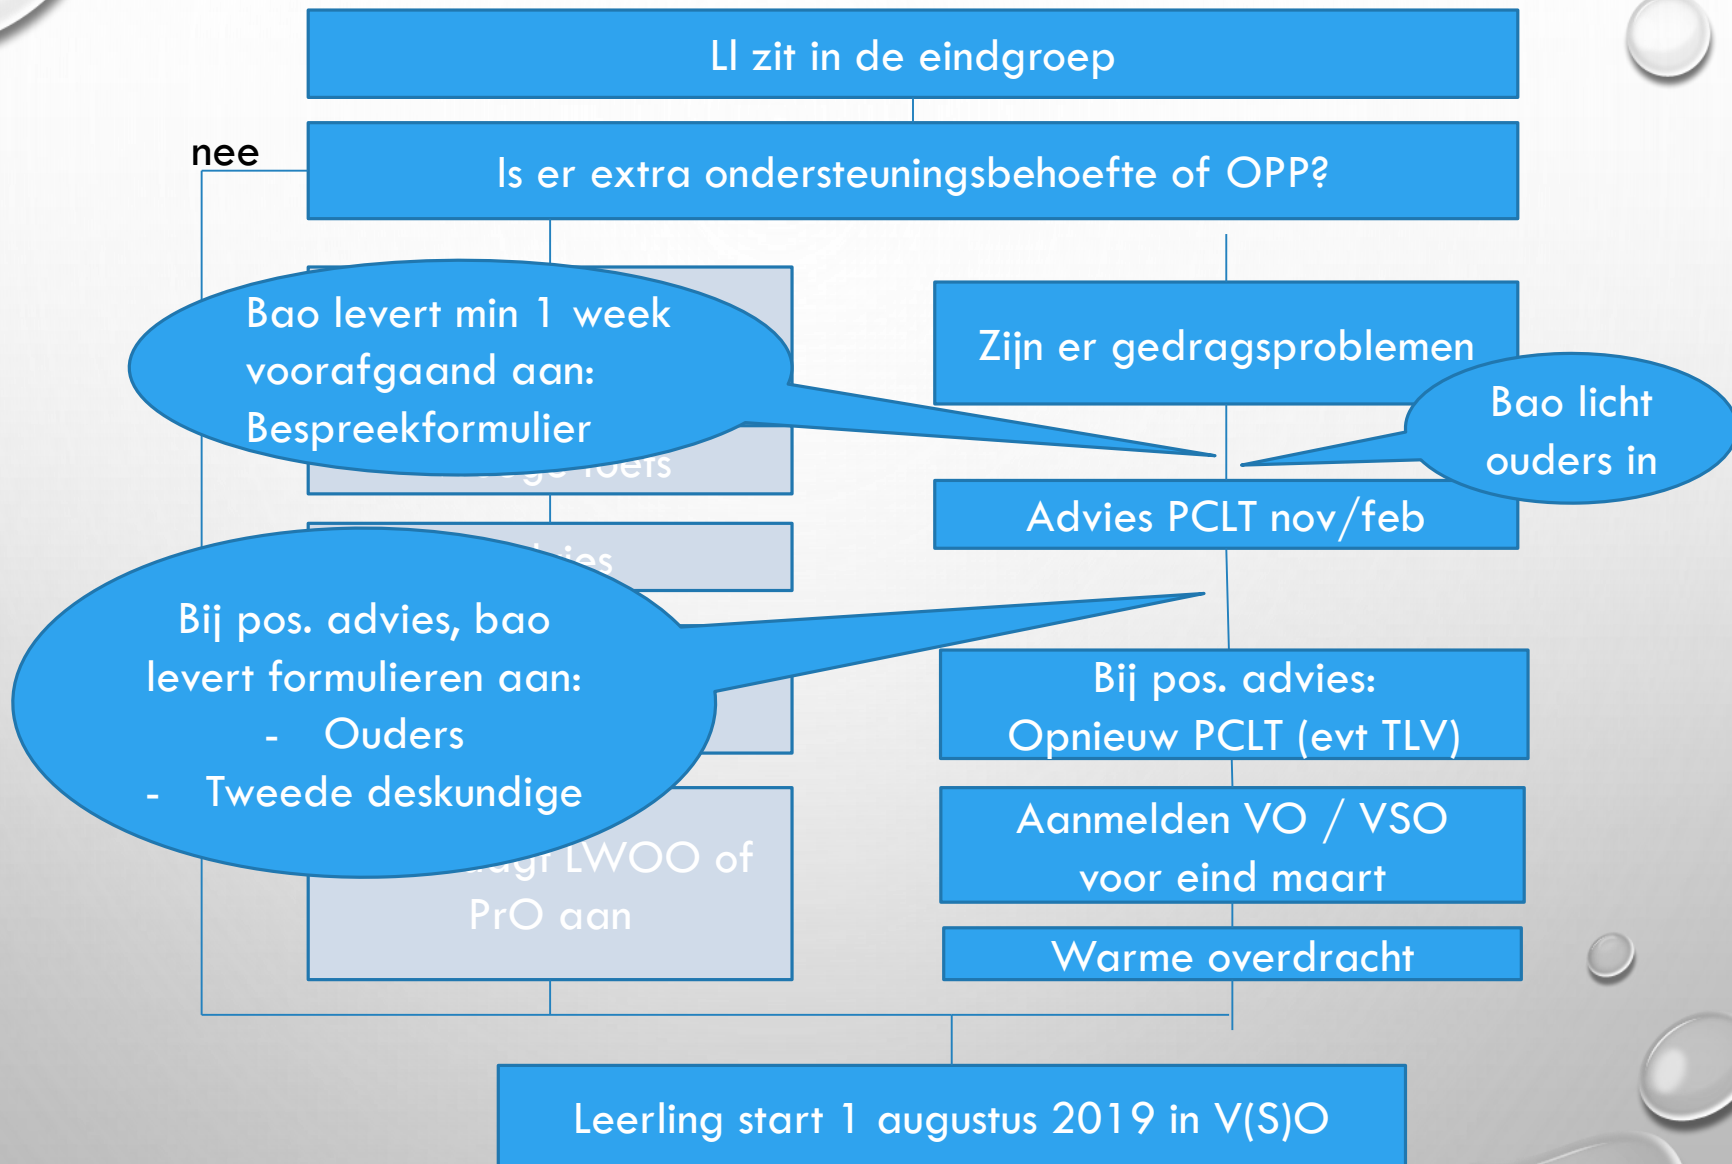 Ll zit in de eindgroep
nee
Is er extra ondersteuningsbehoefte of OPP?
Bao levert min 1 week
voorafgaand aan:
Bespreekformulier
toets
Zijn er gedragsproblemen
Bao licht
ouders in
Advies PCLT nov/feb
Bij pos. advies, bao
levert formulieren aan:
- Ouders
- Tweede deskundige
Bij pos. advies:
Opnieuw PCLT (evt TLV)
LWOO of
PrO aan
Aanmelden VO / VSO
voor eind maart
Warme overdracht
Leerling start 1 augustus 2019 in V(S)O